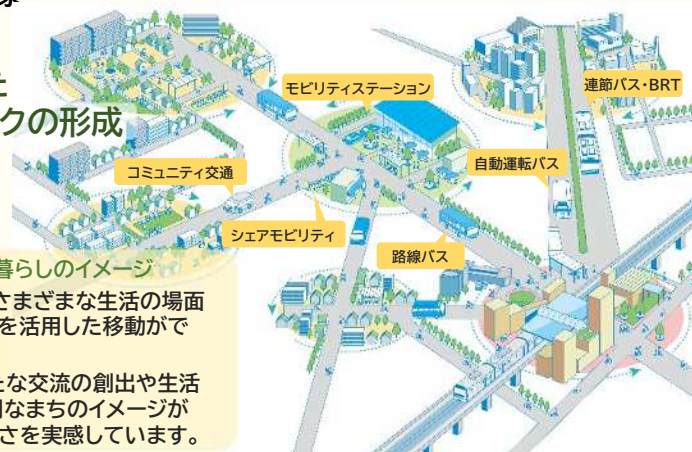 た
クの形成
モビリティステーション
連節バス・BRT
コミュニティ交通
自動運転バス
シェアモビリティ
路線バス
暮らしのイメージ
さまざまな生活の場面
を活用した移動がで
な交流の創出や生活
なまちのイメージが
さを実感しています。